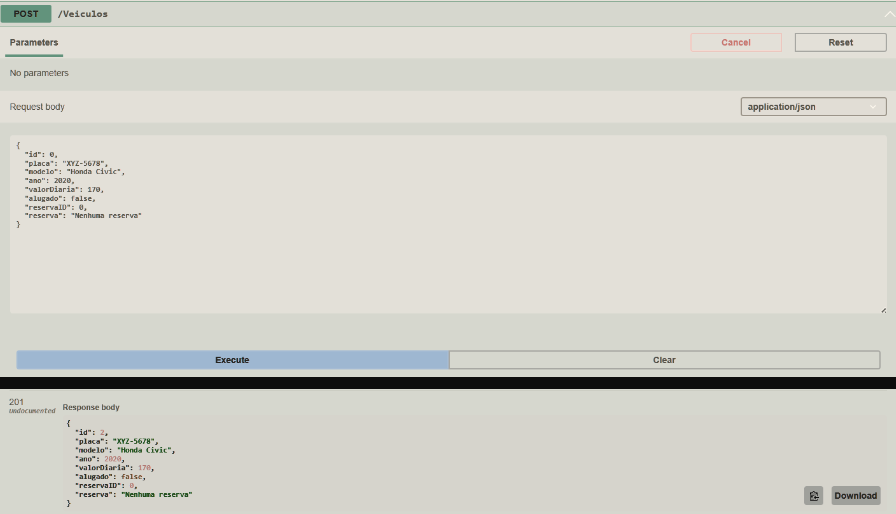 POST /Veiculos
Parameters Cancel Reset
No parameters
Request body application/json
{
"id": 0,
"placa": "XYZ-5678",
"modelo": "Honda Civic",
"ano": 2020,
"valorDiaria": 170,
"alugado": false,
"reservaID": 0,
"reserva": "Nenhuma reserva"
}
Execute Clear
201 Undocumented
Response body
{
"id": 2,
"placa": "XYZ-5678",
"modelo": "Honda Civic",
"ano": 2020,
"valorDiaria": 170,
"alugado": false,
"reservaID": 0,
"reserva": "Nenhuma reserva"
}
Download